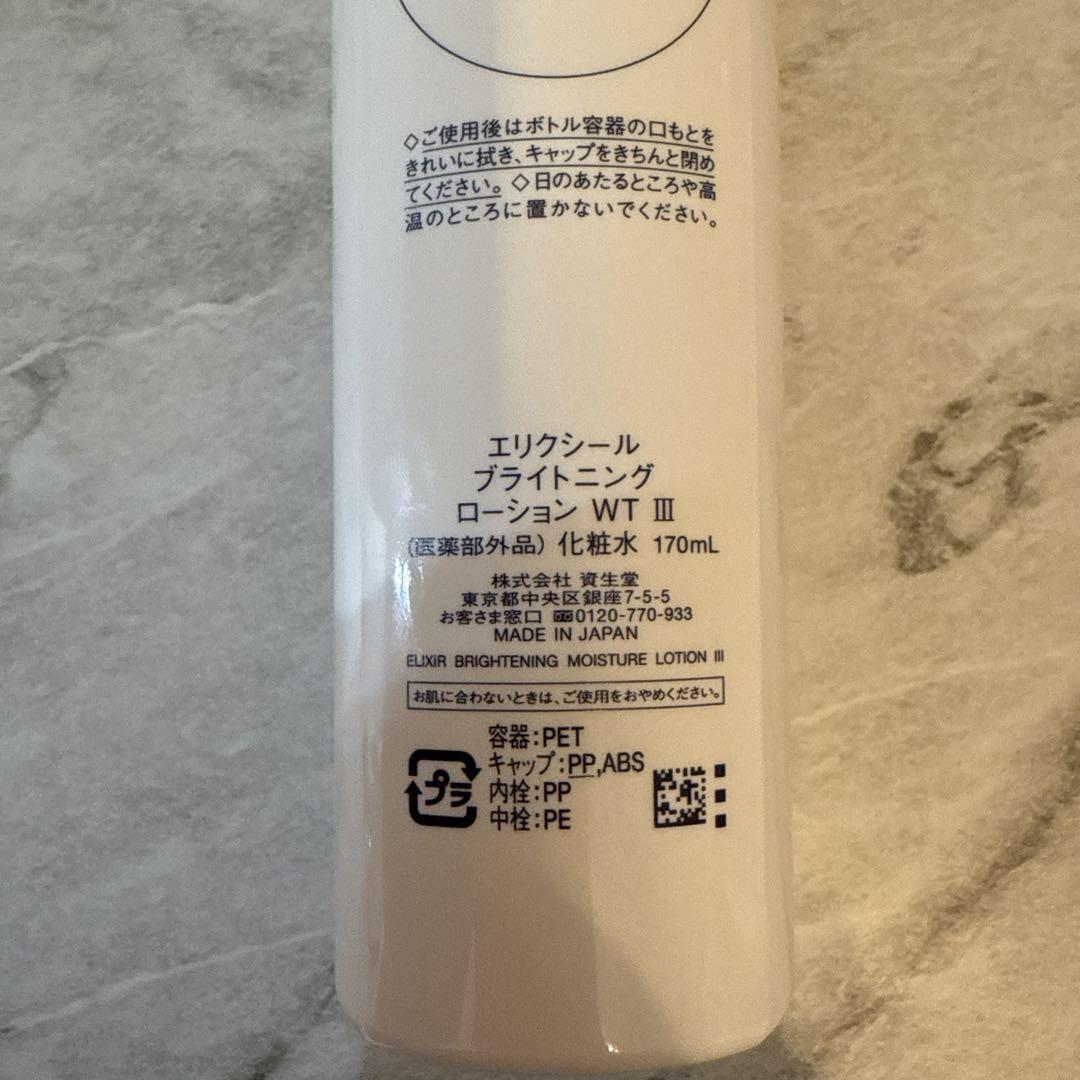 ◇ご使用後はボトル容器の口もとを
きれいに拭き、キャップをきちんと閉め
てください。◇日のあたるところや高
温のところに置かないでください。
エリクシール
ブライトニング
ローション WT Ⅲ
(医薬部外品) 化粧水 170mL
株式会社 資生堂
東京都中央区銀座7-5-5
お客さま窓口 0120-770-933
MADE IN JAPAN
ELIXIR BRIGHTENING MOISTURE LOTION Ⅲ
お肌に合わないときは、ご使用をおやめください。
容器:PET
キャップ:PP,ABS
内栓:PP
中栓:PE
プラ